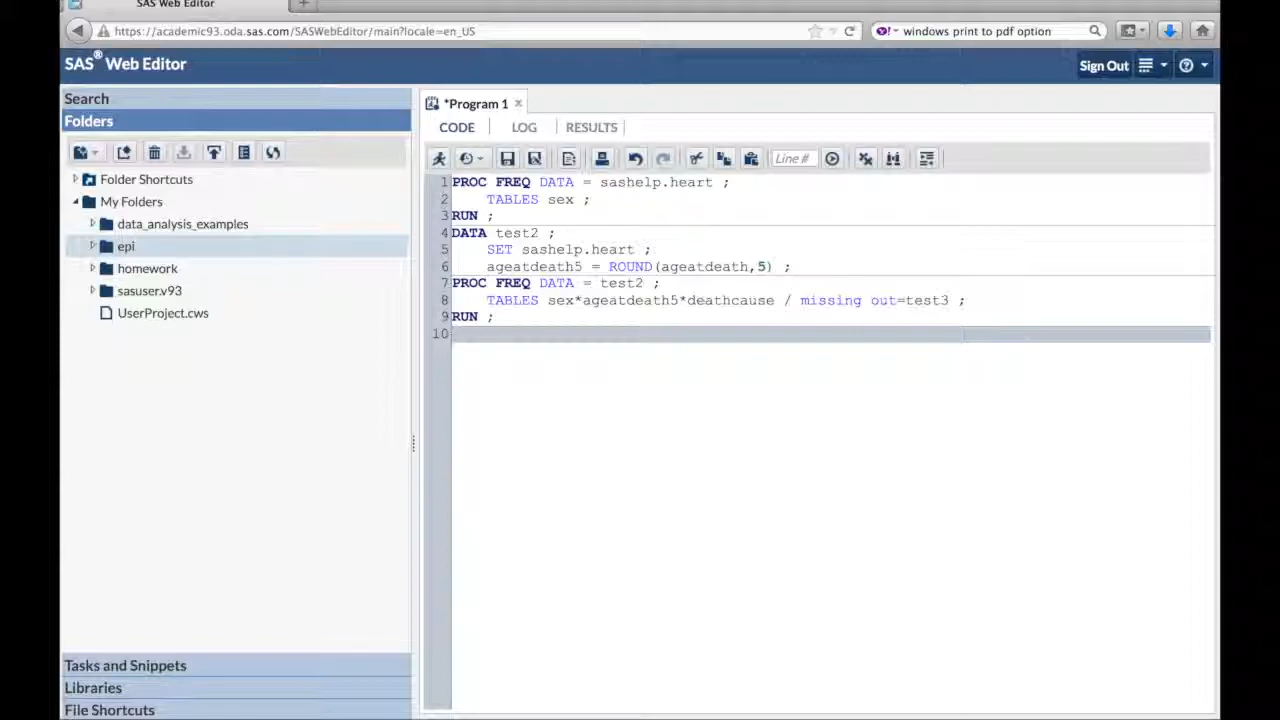 SAS Web Editor
https://academic93.oda.sas.com/SASWebEditor/main?locale=en_US
windows print to pdf option
SAS® Web Editor
Sign Out
Search
Folders
Folder Shortcuts
My Folders
data_analysis_examples
epi
homework
sasuser.v93
UserProject.cws
Tasks and Snippets
Libraries
File Shortcuts
*Program 1
CODE
LOG
RESULTS
Line #
1 PROC FREQ DATA = sashelp.heart ;
2 TABLES sex ;
3 RUN ;
4 DATA test2 ;
5 SET sashelp.heart ;
6 ageatdeath5 = ROUND(ageatdeath,5) ;
7 PROC FREQ DATA = test2 ;
8 TABLES sex*ageatdeath5*deathcause / missing out=test3 ;
9 RUN ;
10